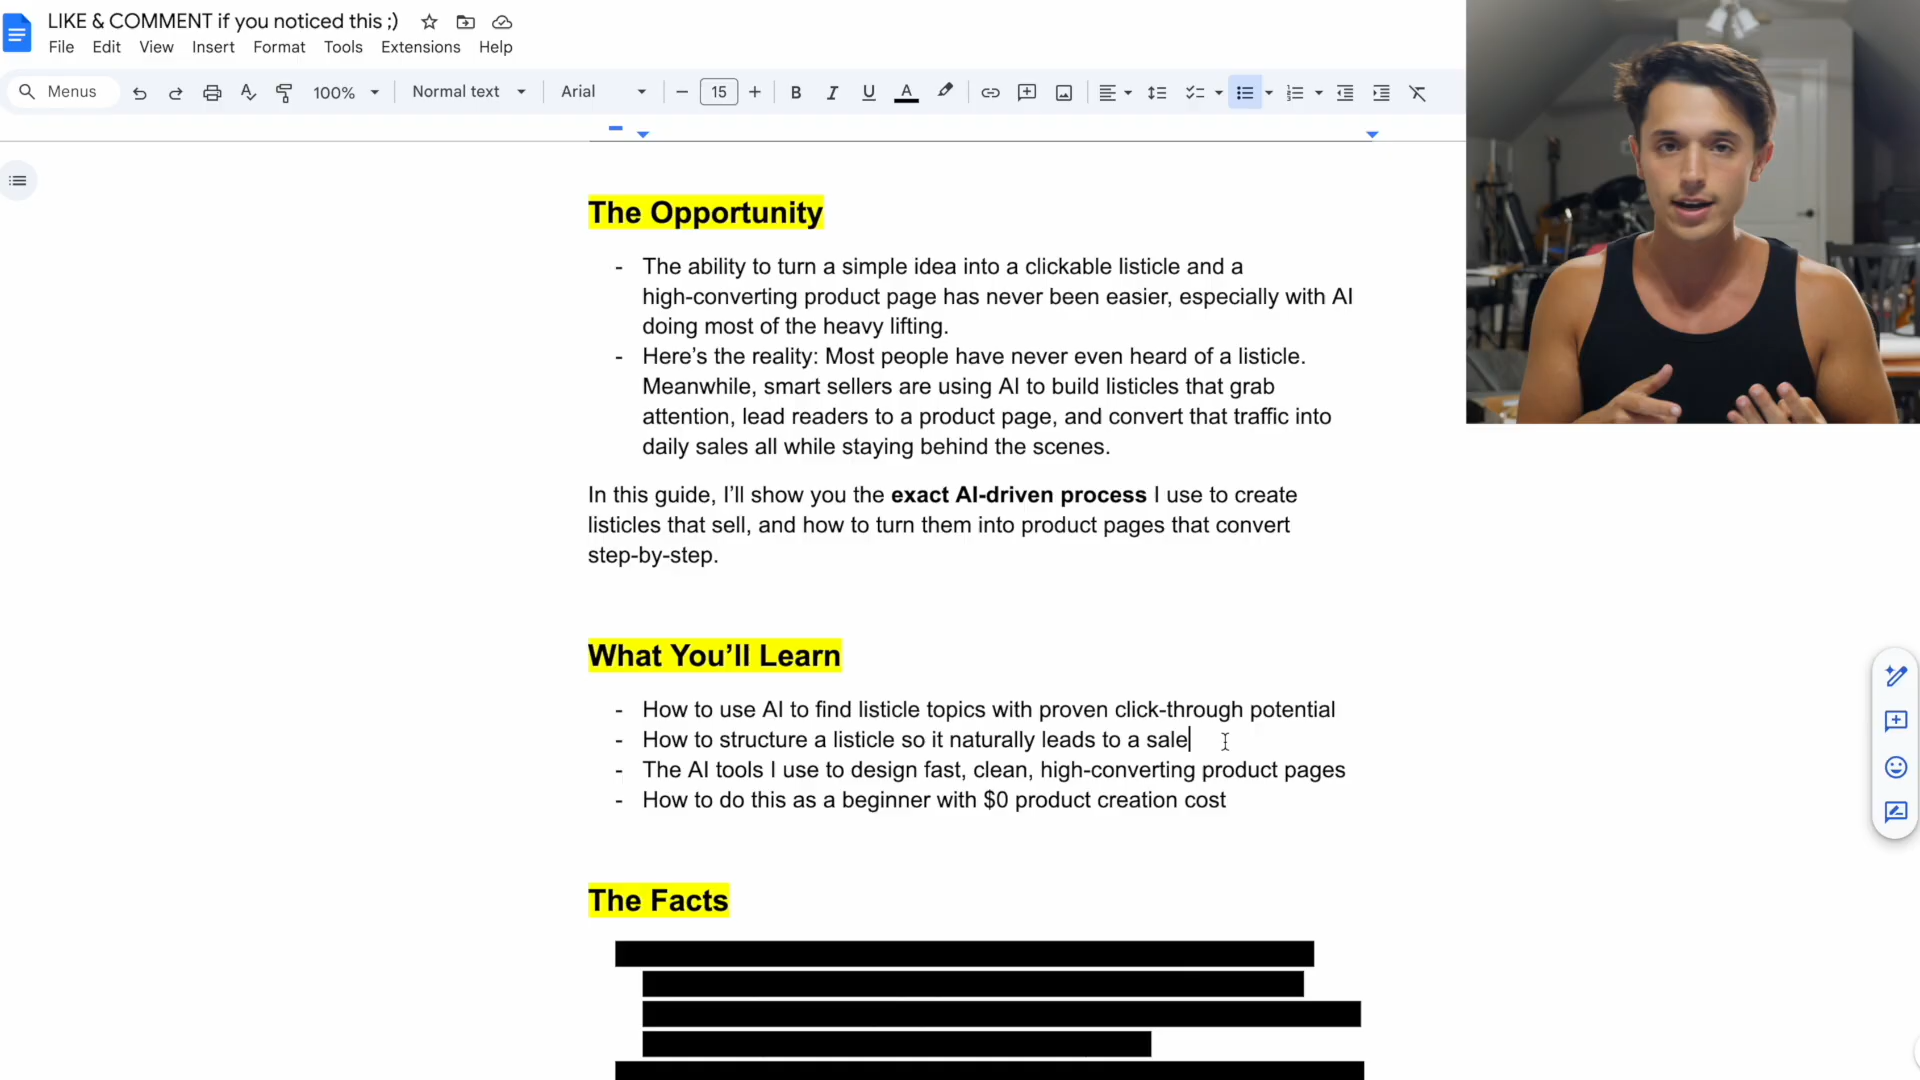 LIKE & COMMENT if you noticed this ;)
File Edit View Insert Format Tools Extensions Help
Menus 100% Normal text Arial 15 B I U A
The Opportunity
- The ability to turn a simple idea into a clickable listicle and a
high-converting product page has never been easier, especially with AI
doing most of the heavy lifting.
- Here’s the reality: Most people have never even heard of a listicle.
Meanwhile, smart sellers are using AI to build listicles that grab
attention, lead readers to a product page, and convert that traffic into
daily sales all while staying behind the scenes.
In this guide, I’ll show you the exact AI-driven process I use to create
listicles that sell, and how to turn them into product pages that convert
step-by-step.
What You’ll Learn
- How to use AI to find listicle topics with proven click-through potential
- How to structure a listicle so it naturally leads to a sale
- The AI tools I use to design fast, clean, high-converting product pages
- How to do this as a beginner with $0 product creation cost
The Facts